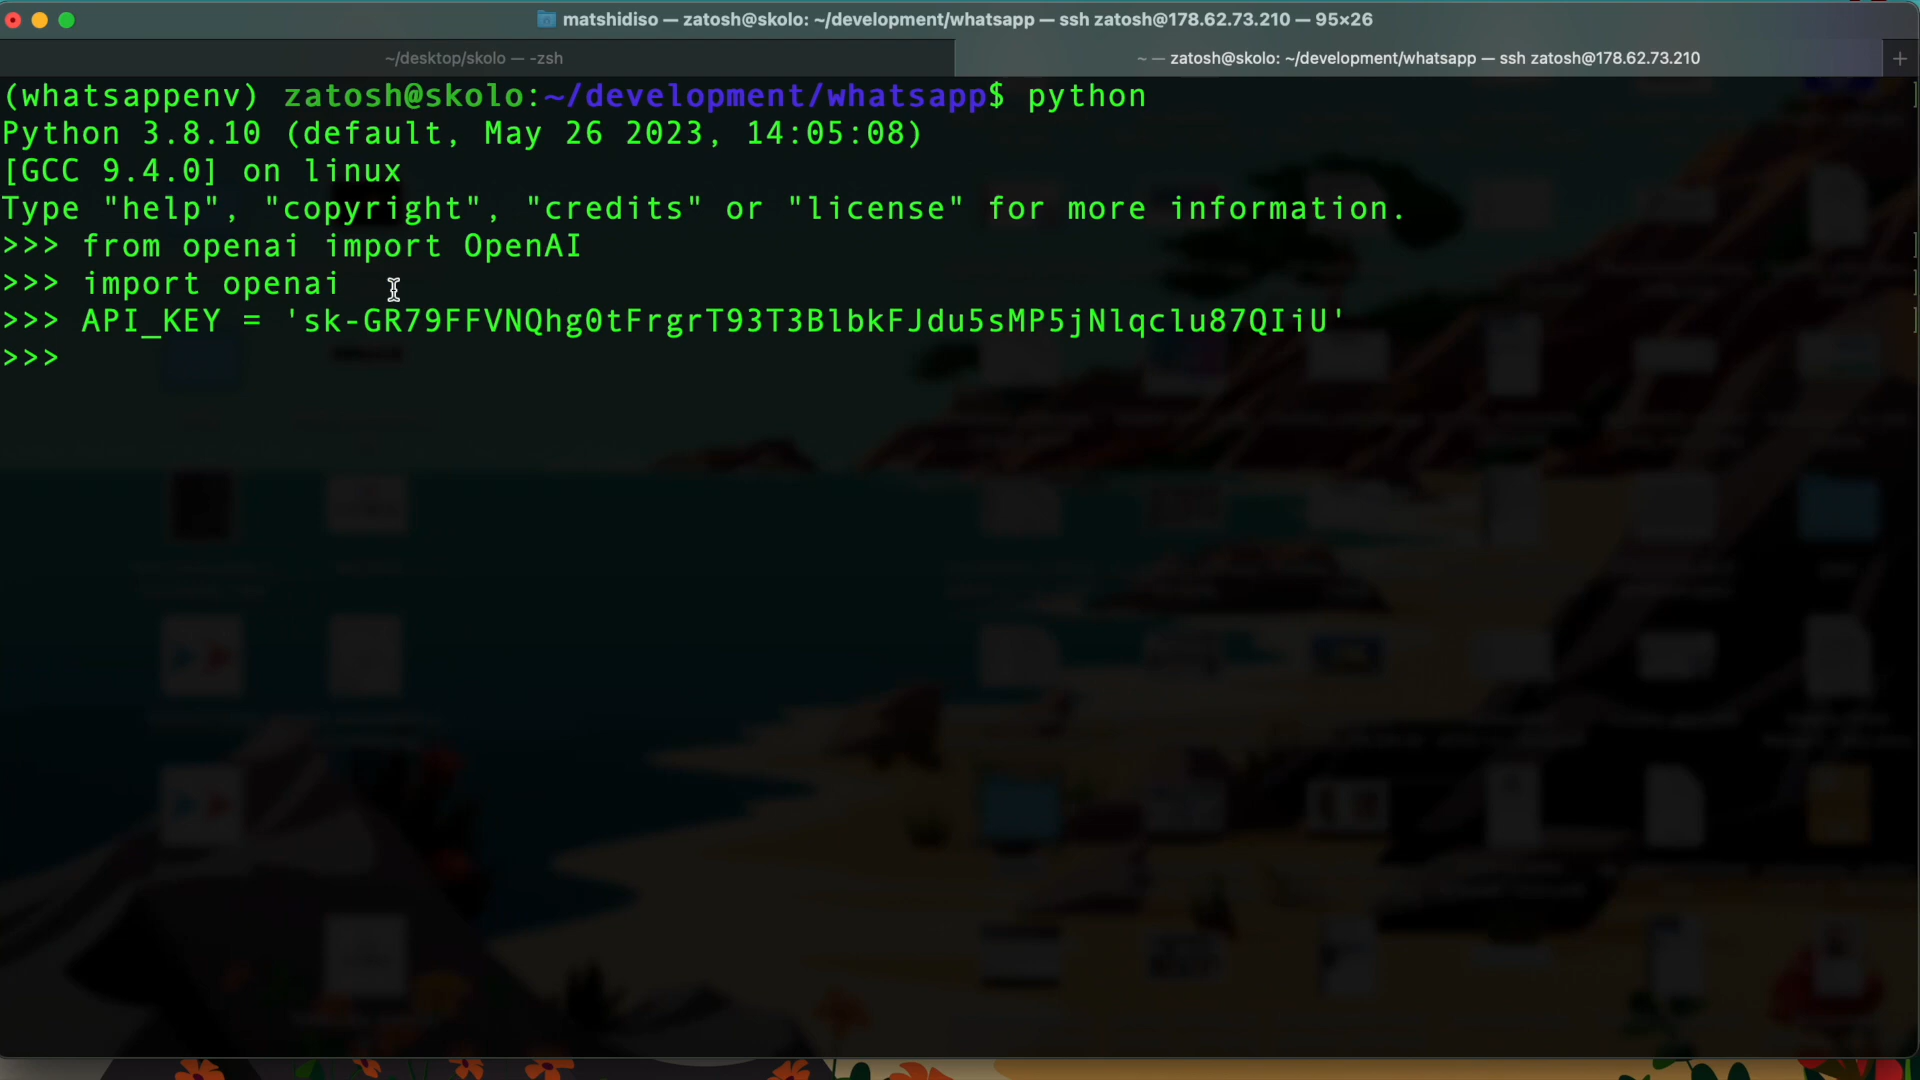 matshidiso — zatosh@skolo: ~/development/whatsapp — ssh zatosh@178.62.73.210 — 95×26
~/desktop/skolo — -zsh
~ — zatosh@skolo: ~/development/whatsapp — ssh zatosh@178.62.73.210
(whatsappenv) zatosh@skolo:~/development/whatsapp$ python
Python 3.8.10 (default, May 26 2023, 14:05:08)
[GCC 9.4.0] on linux
Type "help", "copyright", "credits" or "license" for more information.
>>> from openai import OpenAI
>>> import openai
>>> API_KEY = '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'
>>>